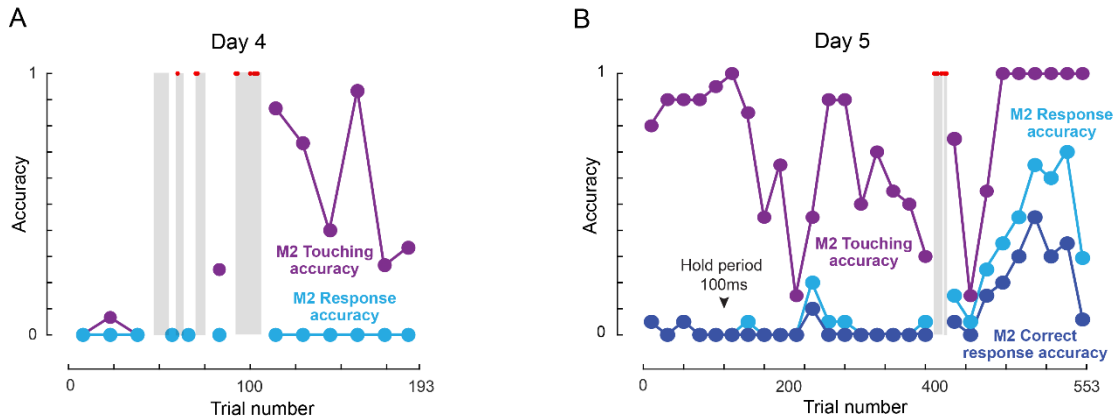 A
Day 4
1
Accuracy
M2 Touching
accuracy
M2 Response
accuracy
0
0
100
193
Trial number
B
Day 5
1
Accuracy
M2 Response
accuracy
M2 Touching
accuracy
Hold period
100ms
0
M2 Correct
response accuracy
0
200
400
553
Trial number